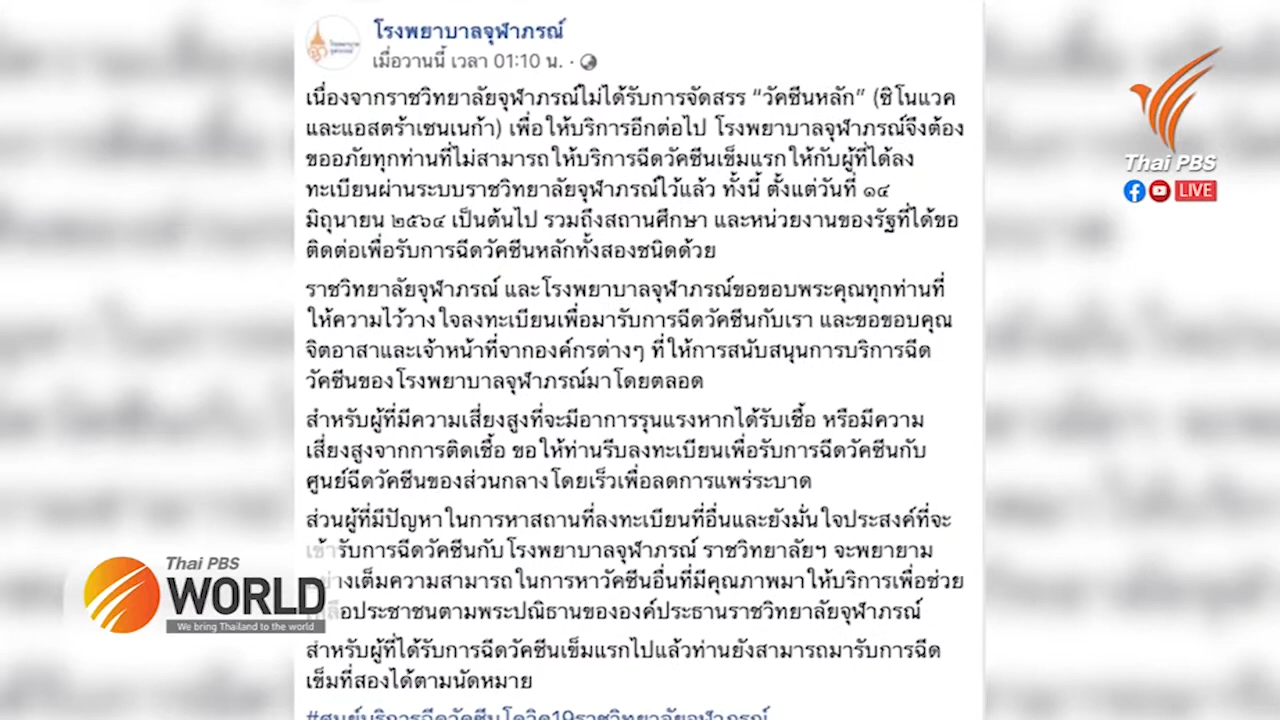 โรงพยาบาลจุฬาภรณ์
เมื่อวานนี้ เวลา 01:10 น. ·
เนื่องจากราชวิทยาลัยจุฬาภรณ์ไม่ได้รับการจัดสรร “วัคซีนหลัก” (ซิโนแวค
และแอสตร้าเซนเนก้า) เพื่อให้บริการอีกต่อไป โรงพยาบาลจุฬาภรณ์จึงต้อง
ขออภัยทุกท่านที่ไม่สามารถให้บริการฉีดวัคซีนเข็มแรกให้กับผู้ที่ได้ลง
ทะเบียนผ่านระบบราชวิทยาลัยจุฬาภรณ์ไว้แล้ว ทั้งนี้ ตั้งแต่วันที่ ๑๔
มิถุนายน ๒๕๖๔ เป็นต้นไป รวมถึงสถานศึกษา และหน่วยงานของรัฐที่ได้ขอ
ติดต่อเพื่อรับการฉีดวัคซีนหลักทั้งสองชนิดด้วย
ราชวิทยาลัยจุฬาภรณ์ และโรงพยาบาลจุฬาภรณ์ขอขอบพระคุณทุกท่านที่
ให้ความไว้วางใจลงทะเบียนเพื่อมารับการฉีดวัคซีนกับเรา และขอขอบคุณ
จิตอาสาและเจ้าหน้าที่จากองค์กรต่างๆ ที่ให้การสนับสนุนการบริการฉีด
วัคซีนของโรงพยาบาลจุฬาภรณ์มาโดยตลอด
สำหรับผู้ที่มีความเสี่ยงสูงที่จะมีอาการรุนแรงหากได้รับเชื้อ หรือมีความ
เสี่ยงสูงจากการติดเชื้อ ขอให้ท่านรีบลงทะเบียนเพื่อรับการฉีดวัคซีนกับ
ศูนย์ฉีดวัคซีนของส่วนกลางโดยเร็วเพื่อลดการแพร่ระบาด
ส่วนผู้ที่มีปัญหาในการหาสถานที่ลงทะเบียนที่อื่นและยังมั่นใจประสงค์ที่จะ
เข้ารับการฉีดวัคซีนกับโรงพยาบาลจุฬาภรณ์ ราชวิทยาลัยฯ จะพยายาม
อย่างเต็มความสามารถในการหาวัคซีนอื่นที่มีคุณภาพมาให้บริการเพื่อช่วย
เหลือประชาชนตามพระปณิธานขององค์ประธานราชวิทยาลัยจุฬาภรณ์
สำหรับผู้ที่ได้รับการฉีดวัคซีนเข็มแรกไปแล้วท่านยังสามารถมารับการฉีด
เข็มที่สองได้ตามนัดหมาย
#ศูนย์บริการฉีดวัคซีนโควิด19ราชวิทยาลัยจุฬาภรณ์
Thai PBS
LIVE
Thai PBS
WORLD
We bring Thailand to the world